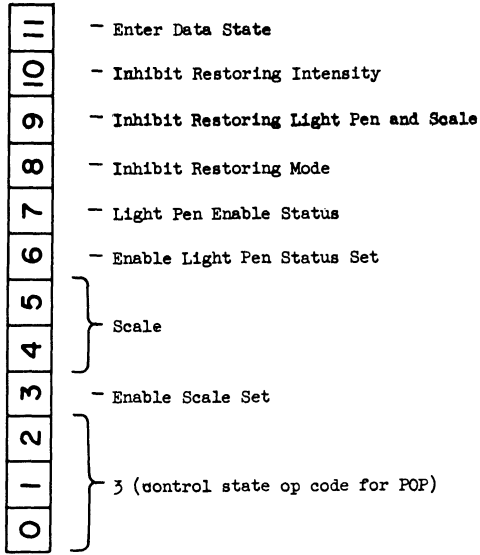 11 - Enter Data State
10 - Inhibit Restoring Intensity
9 - Inhibit Restoring Light Pen and Scale
8 - Inhibit Restoring Mode
7 - Light Pen Enable Status
6 - Enable Light Pen Status Set
5
Scale
4
3 - Enable Scale Set
2
1 3 (control state op code for POP)
0